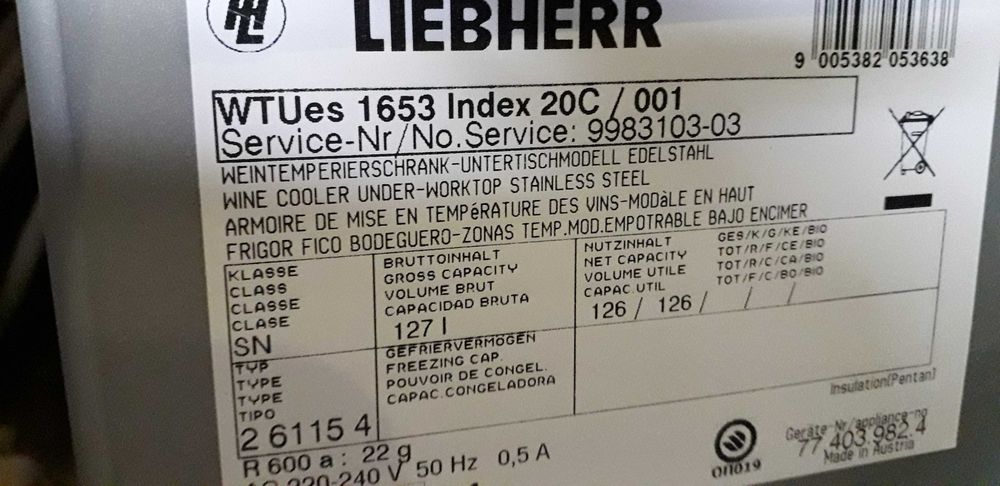 LIEBHERR
9 005382 053638
WTUes 1653 Index 20C / 001
Service-Nr/No.Service: 9983103-03
WEINTEMPERIERSCHRANK-UNTERTISCHMODELL EDELSTAHL
WINE COOLER UNDER-WORKTOP STAINLESS STEEL
ARMOIRE DE MISE EN TEMPéRATURE DES VINS-MODèLE EN HAUT
FRIGOR FICO BODEGUERO-ZONAS TEMP.MOD.EMPOTRABLE BAJO ENCIMER
KLASSE
CLASS
CLASSE
CLASE
SN
BRUTTOINHALT
GROSS CAPACITY
VOLUME BRUT
CAPACIDAD BRUTA
127 l
NUTZINHALT
NET CAPACITY
VOLUME UTILE
CAPAC.UTIL
GES/K/G/KE/BIO
TOT/R/F/CE/BIO
TOT/R/C/CA/BIO
TOT/F/C/BO/BIO
126 / 126 / / /
TYP
TYPE
TYPE
TIPO
2 6115 4
GEFRIERVERMÖGEN
FREEZING CAP.
POUVOIR DE CONGEL.
CAPAC.CONGELADORA
Insulation(Pentan)
R 600 a : 22 g
220-240 V 50 Hz 0,5 A
Geräte-Nr/appliance-no
77.403.982.4
Made in Austria